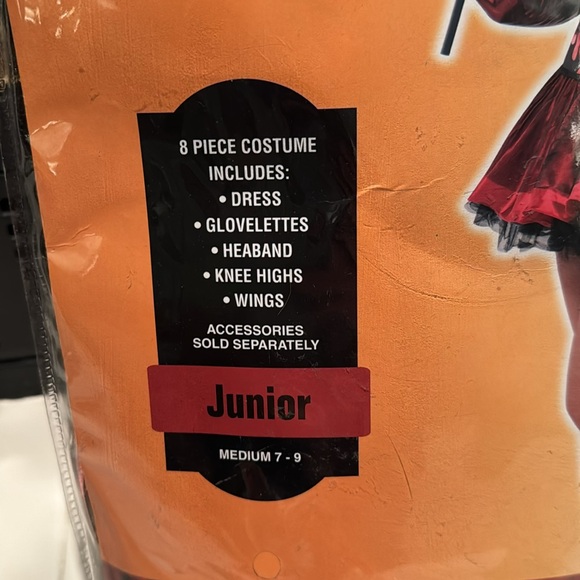 8 PIECE COSTUME
INCLUDES:
• DRESS
• GLOVELETTES
• HEABAND
• KNEE HIGHS
• WINGS
ACCESSORIES
SOLD SEPARATELY
Junior
MEDIUM 7 - 9